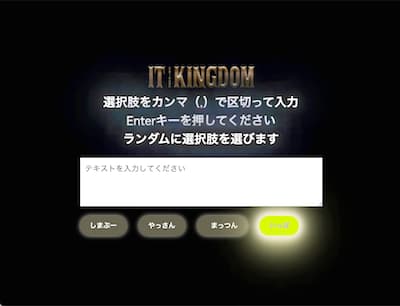 IT KINGDOM
選択肢をカンマ（,）で区切って入力
Enterキーを押してください
ランダムに選択肢を選びます
テキストを入力してください
しまぶー
やっさん
まっつん